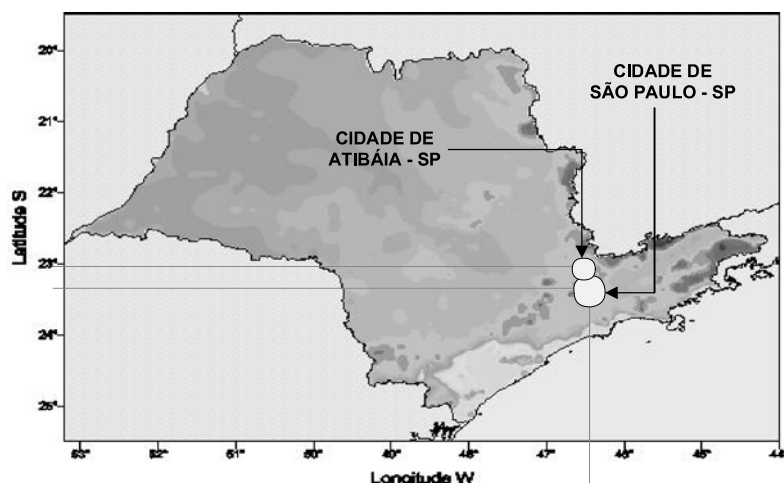 CIDADE DE
SÃO PAULO - SP
CIDADE DE
ATIBÁIA - SP
Latitude S
20°
21°
22°
23°
24°
25°
53° 52° 51° 50° 49° 48° 47° 46° 45° 44
Longitude W